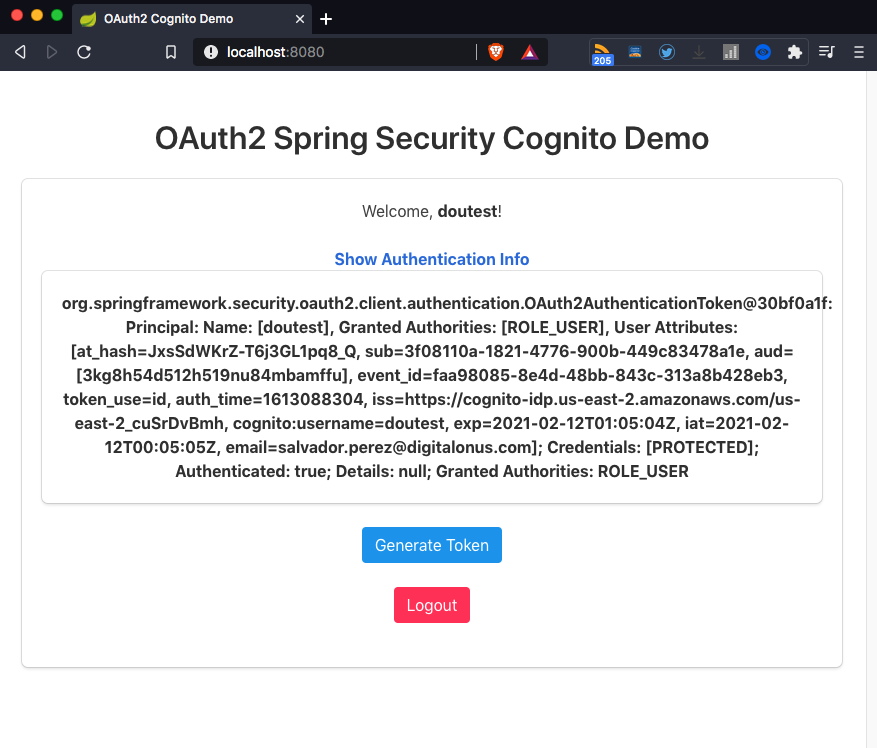 OAuth2 Cognito Demo
localhost:8080
205
OAuth2 Spring Security Cognito Demo
Welcome, doutest!
Show Authentication Info
org.springframework.security.oauth2.client.authentication.OAuth2AuthenticationToken@30bf0a1f:
Principal: Name: [doutest], Granted Authorities: [ROLE_USER], User Attributes:
[at_hash=JxsSdWKrZ-T6j3GL1pq8_Q, sub=3f08110a-1821-4776-900b-449c83478a1e, aud=
[3kg8h54d512h519nu84mbamffu], event_id=faa98085-8e4d-48bb-843c-313a8b428eb3,
token_use=id, auth_time=1613088304, iss=https://cognito-idp.us-east-2.amazonaws.com/us-
east-2_cuSrDvBmh, cognito:username=doutest, exp=2021-02-12T01:05:04Z, iat=2021-02-
12T00:05:05Z, email=salvador.perez@digitalonus.com]; Credentials: [PROTECTED];
Authenticated: true; Details: null; Granted Authorities: ROLE_USER
Generate Token
Logout